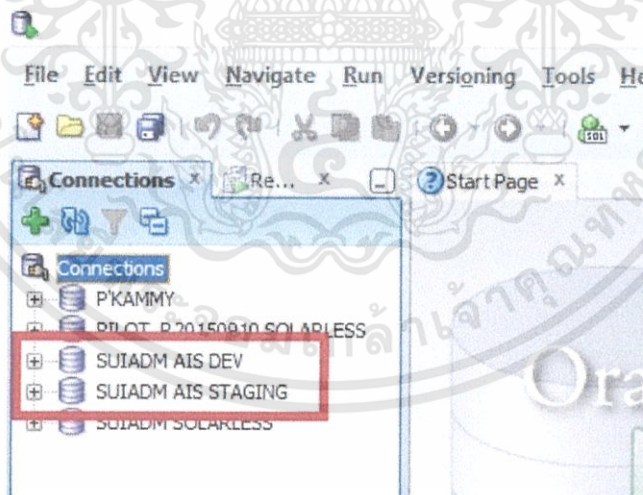 File Edit View Navigate Run Versioning Tools He
SQL
Connections x Re... x Start Page x
Connections
P'KAMMY
PILOT_P20150910 SOLARLESS
SUIADM AIS DEV
SUIADM AIS STAGING
SUIADM SOLARLESS
Ora